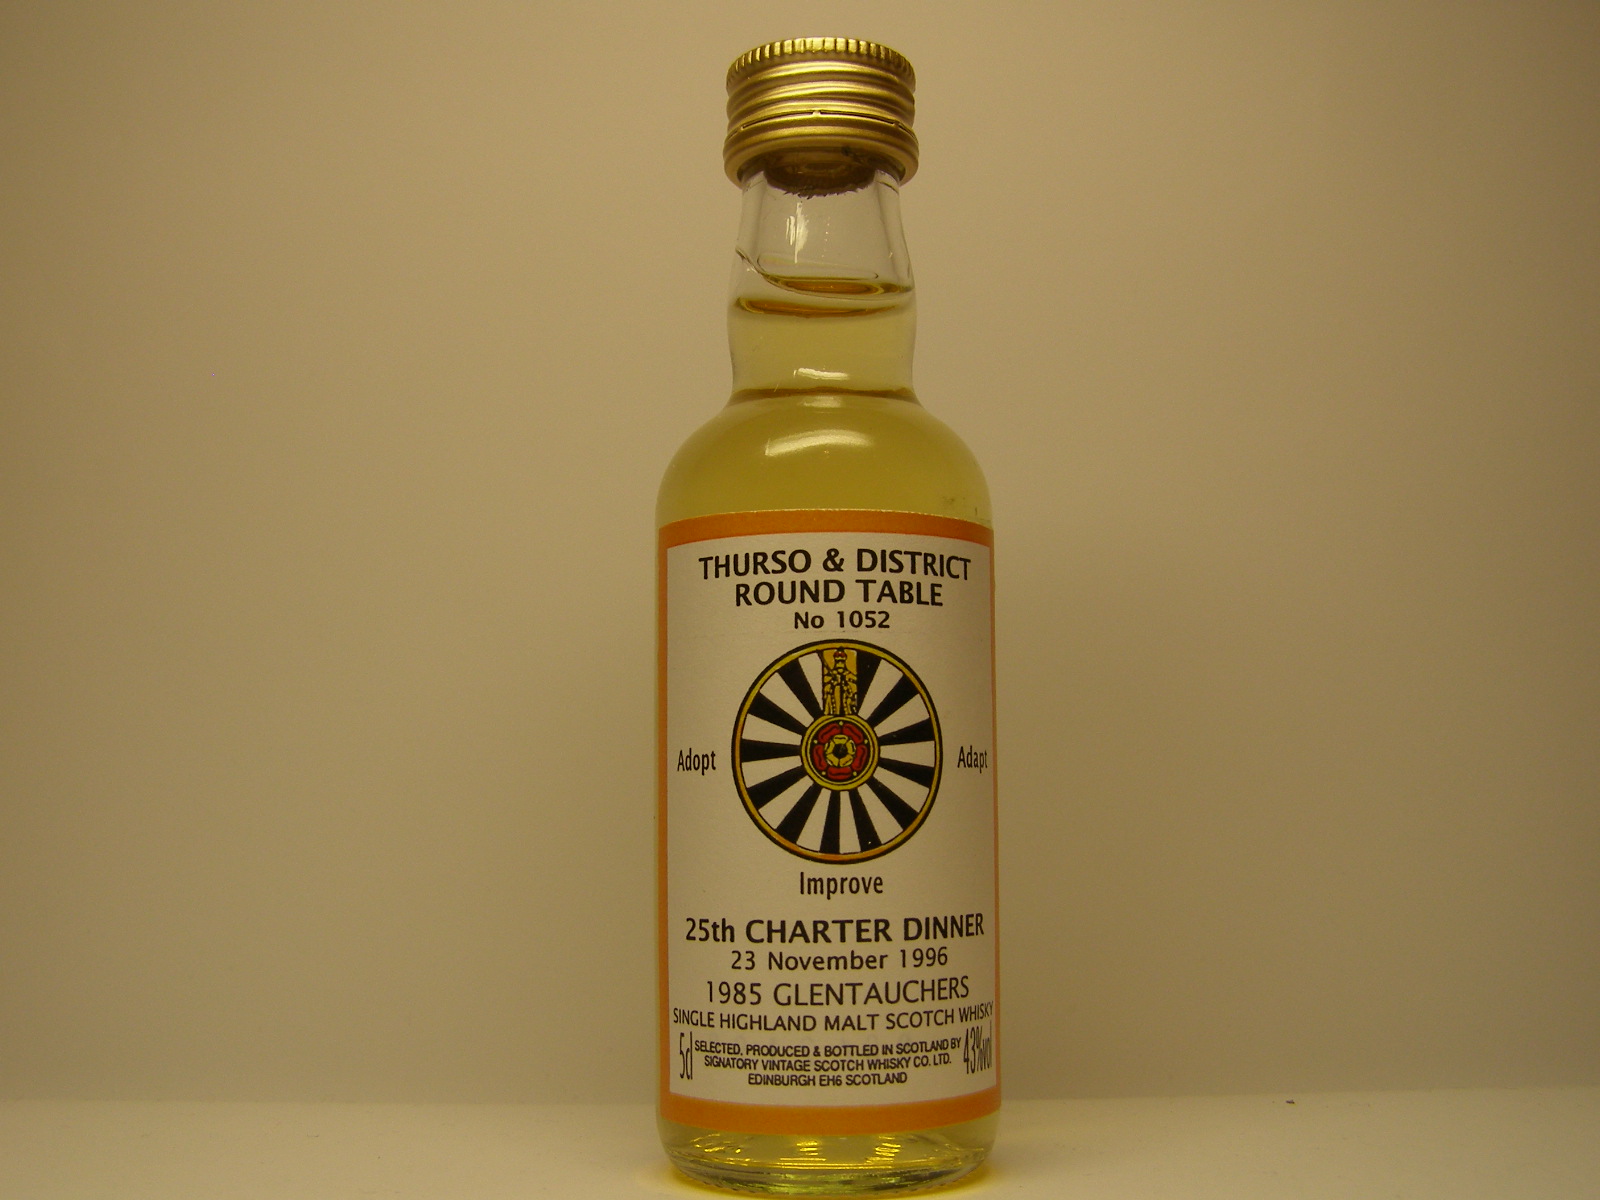 THURSO & DISTRICT
ROUND TABLE
No 1052
Adopt
Adapt
Improve
25th CHARTER DINNER
23 November 1996
1985 GLENTAUCHERS
SINGLE HIGHLAND MALT SCOTCH WHISKY
5cl
SELECTED, PRODUCED & BOTTLED IN SCOTLAND BY
SIGNATORY VINTAGE SCOTCH WHISKY CO. LTD.
EDINBURGH EH6 SCOTLAND
43%vol